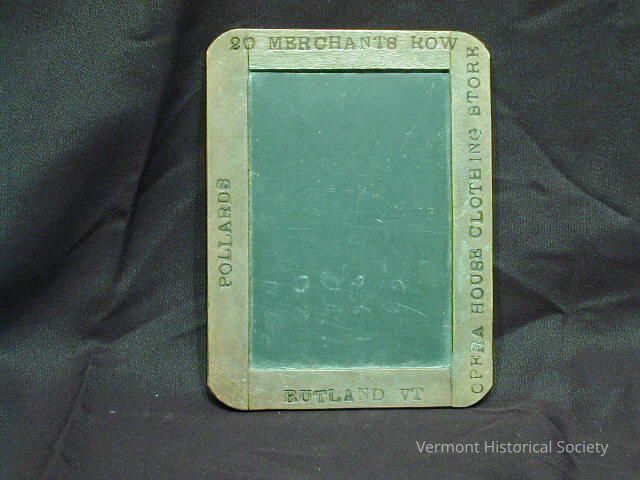 20 MERCHANTS ROW
POLLARDS
OPERA HOUSE CLOTHING STORE
RUTLAND VT
Vermont Historical Society